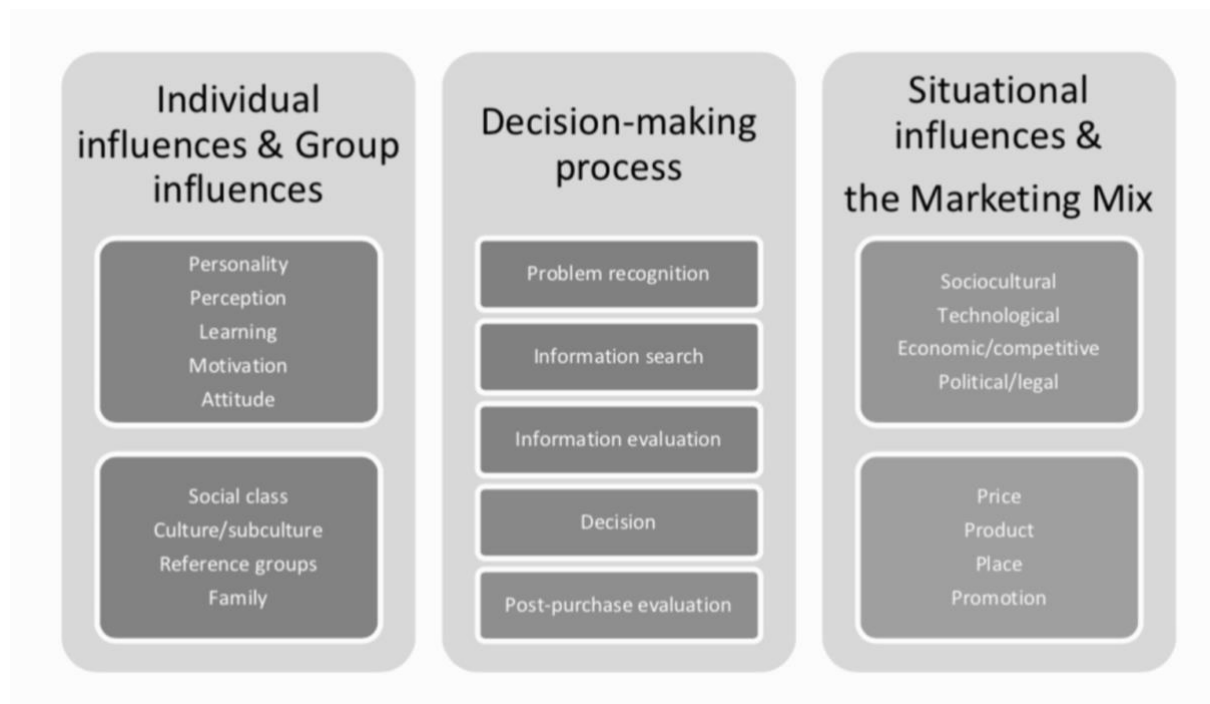 Individual
influences & Group
influences
Personality
Perception
Learning
Motivation
Attitude
Social class
Culture/subculture
Reference groups
Family
Decision-making
process
Problem recognition
Information search
Information evaluation
Decision
Post-purchase evaluation
Situational
influences &
the Marketing Mix
Sociocultural
Technological
Economic/competitive
Political/legal
Price
Product
Place
Promotion